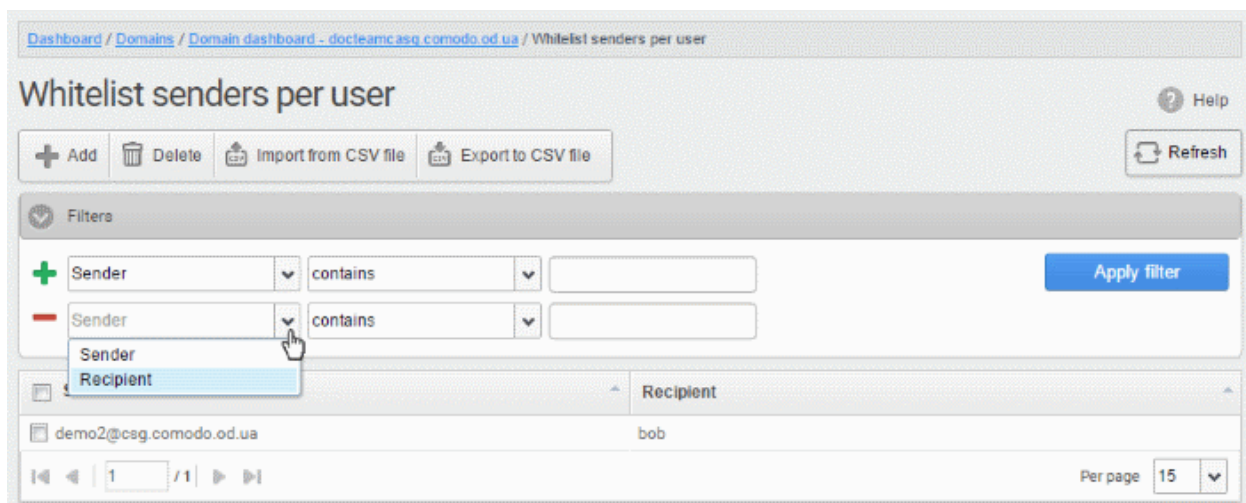 Dashboard / Domains / Domain dashboard - docteamcasg.comodo.od.ua / Whitelist senders per user
Whitelist senders per user
Help
Add Delete Import from CSV file Export to CSV file Refresh
Filters
Sender contains Apply filter
Sender contains
Sender
Recipient
Recipient
demo2@csg.comodo.od.ua bob
1 / 1 Per page 15